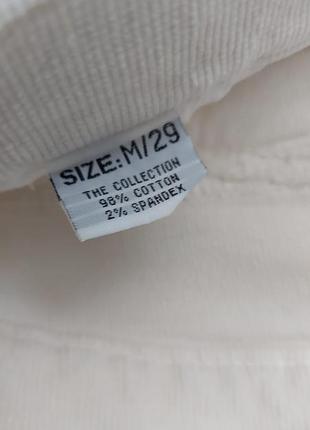 SIZE: M/29
THE COLLECTION
98% COTTON
2% SPANDEX